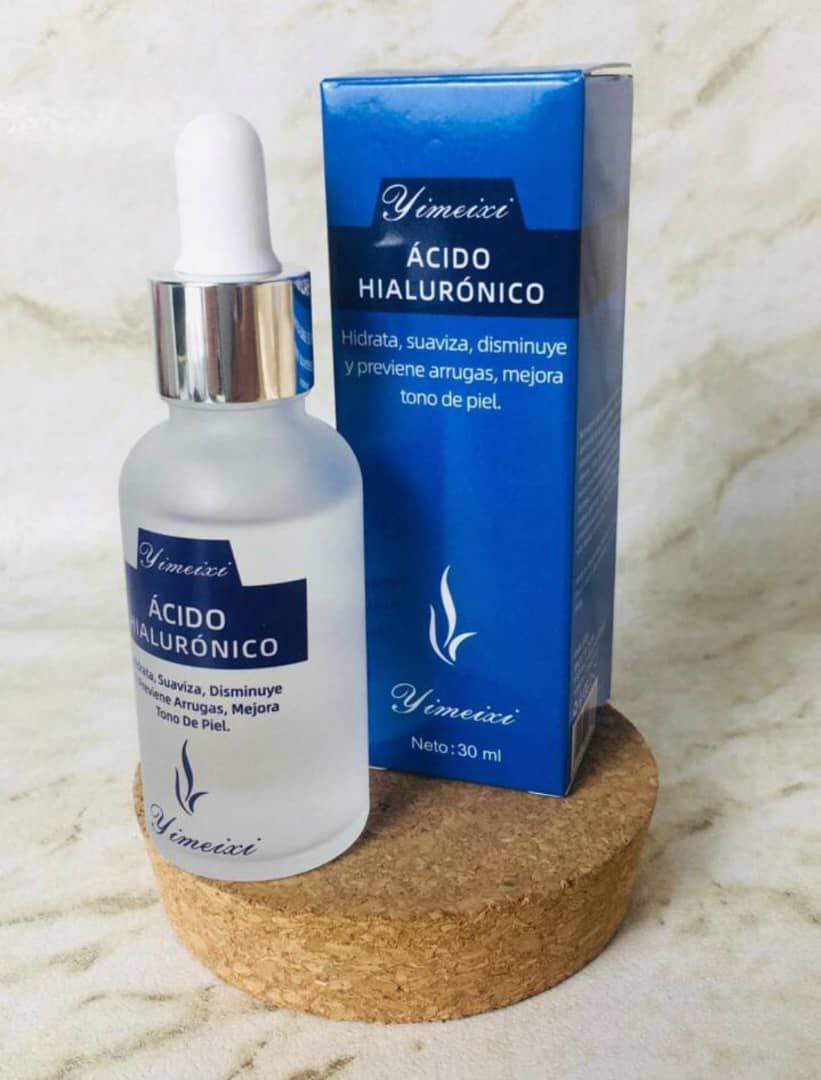 Yimeixi
ÁCIDO
HIALURÓNICO
Hidrata, suaviza, disminuye
y previene arrugas, mejora
tono de piel.
Yimeixi
Neto: 30 ml
Yimeixi
ÁCIDO
HIALURÓNICO
Hidrata, Suaviza, Disminuye
Previene Arrugas, Mejora
Tono De Piel.
Yimeixi